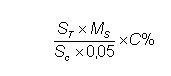 S_T × M_S
S_c × 0,05 × C%